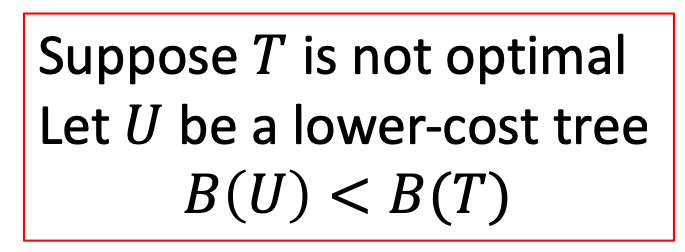 Suppose 𝑇 is not optimal
Let 𝑈 be a lower-cost tree
𝐵(𝑈) < 𝐵(𝑇)